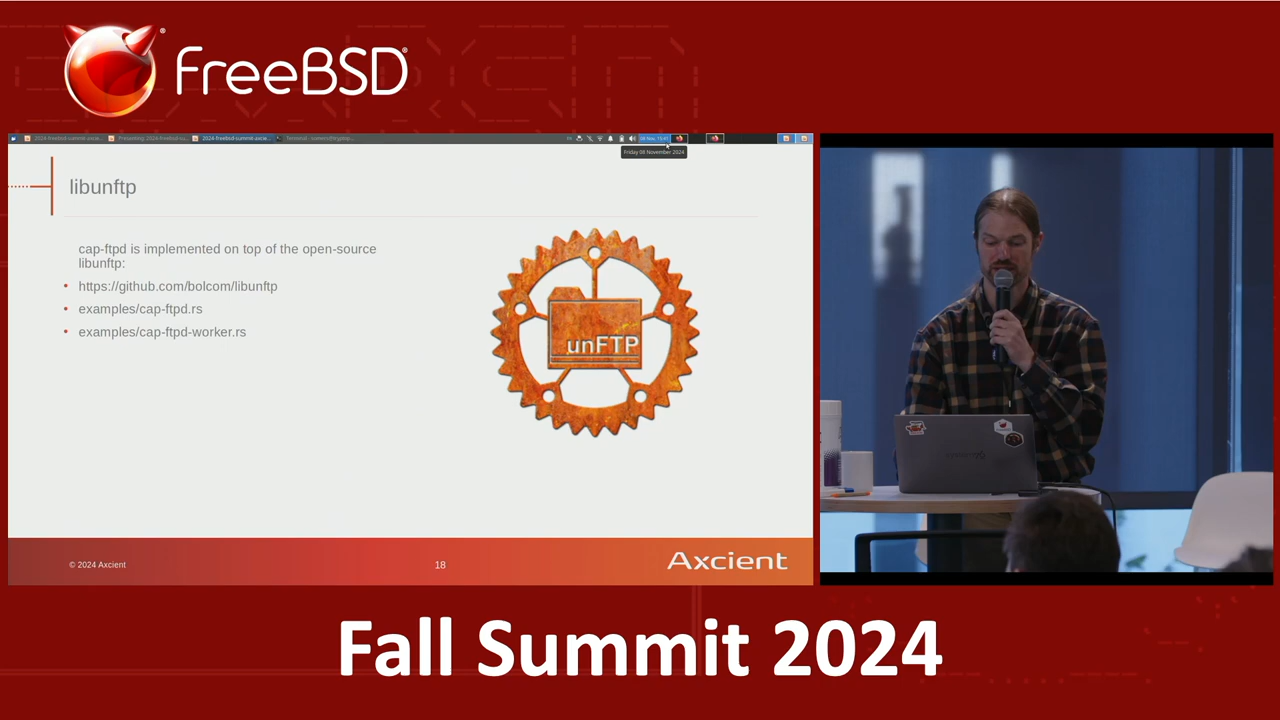 FreeBSD®
Friday 08 November 2024
libunftp
cap-ftpd is implemented on top of the open-source
libunftp:
• https://github.com/bolcom/libunftp
• examples/cap-ftpd.rs
• examples/cap-ftpd-worker.rs
unFTP
© 2024 Axcient
18
Axcient
Fall Summit 2024